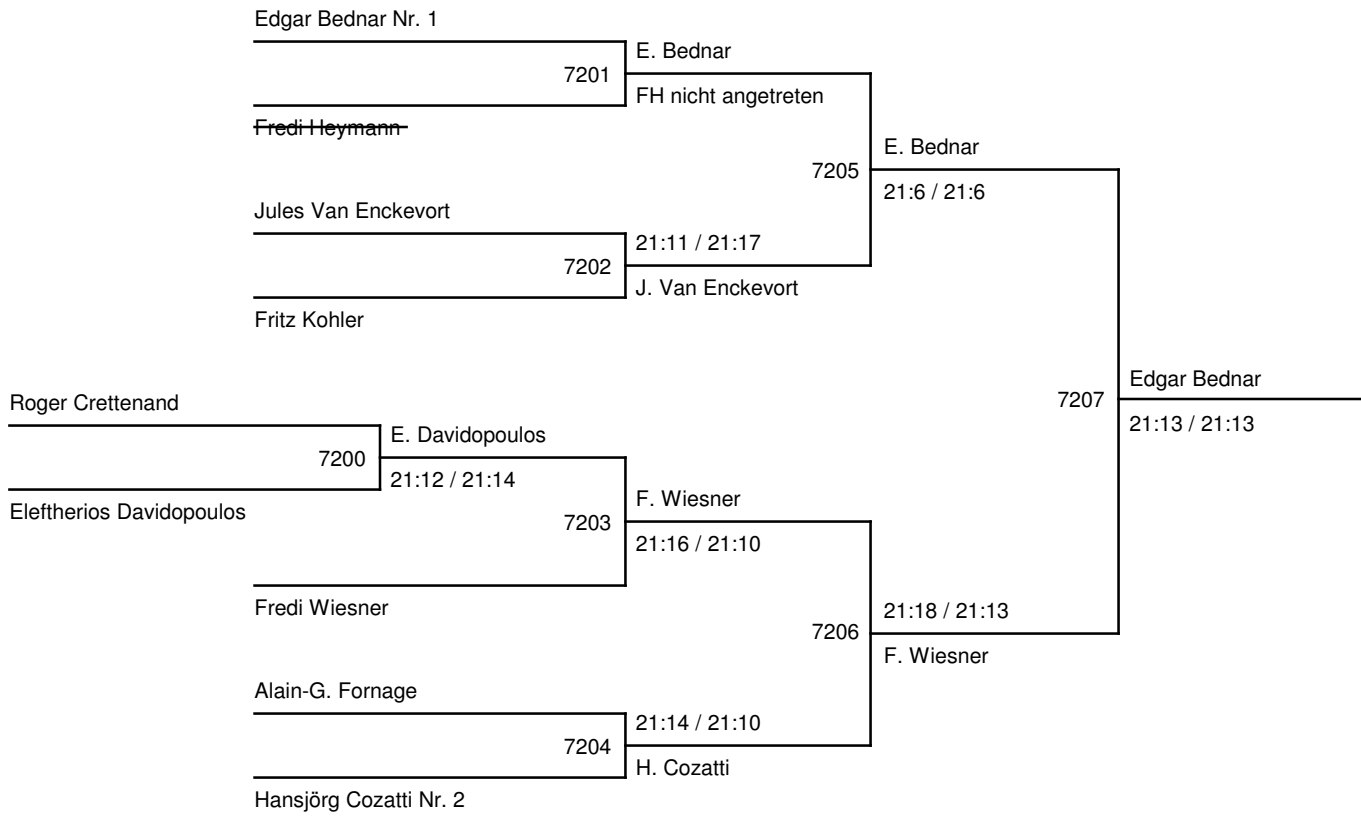 Edgar Bednar Nr. 1
E. Bednar
7201
FH nicht angetreten
Fredi Heymann
E. Bednar
7205
21:6 / 21:6
Jules Van Enckevort
21:11 / 21:17
7202
J. Van Enckevort
Fritz Kohler
Edgar Bednar
7207
21:13 / 21:13
Roger Crettenand
E. Davidopoulos
7200
21:12 / 21:14
Eleftherios Davidopoulos
F. Wiesner
7203
21:16 / 21:10
Fredi Wiesner
21:18 / 21:13
7206
F. Wiesner
Alain-G. Fornage
21:14 / 21:10
7204
H. Cozatti
Hansjörg Cozatti Nr. 2